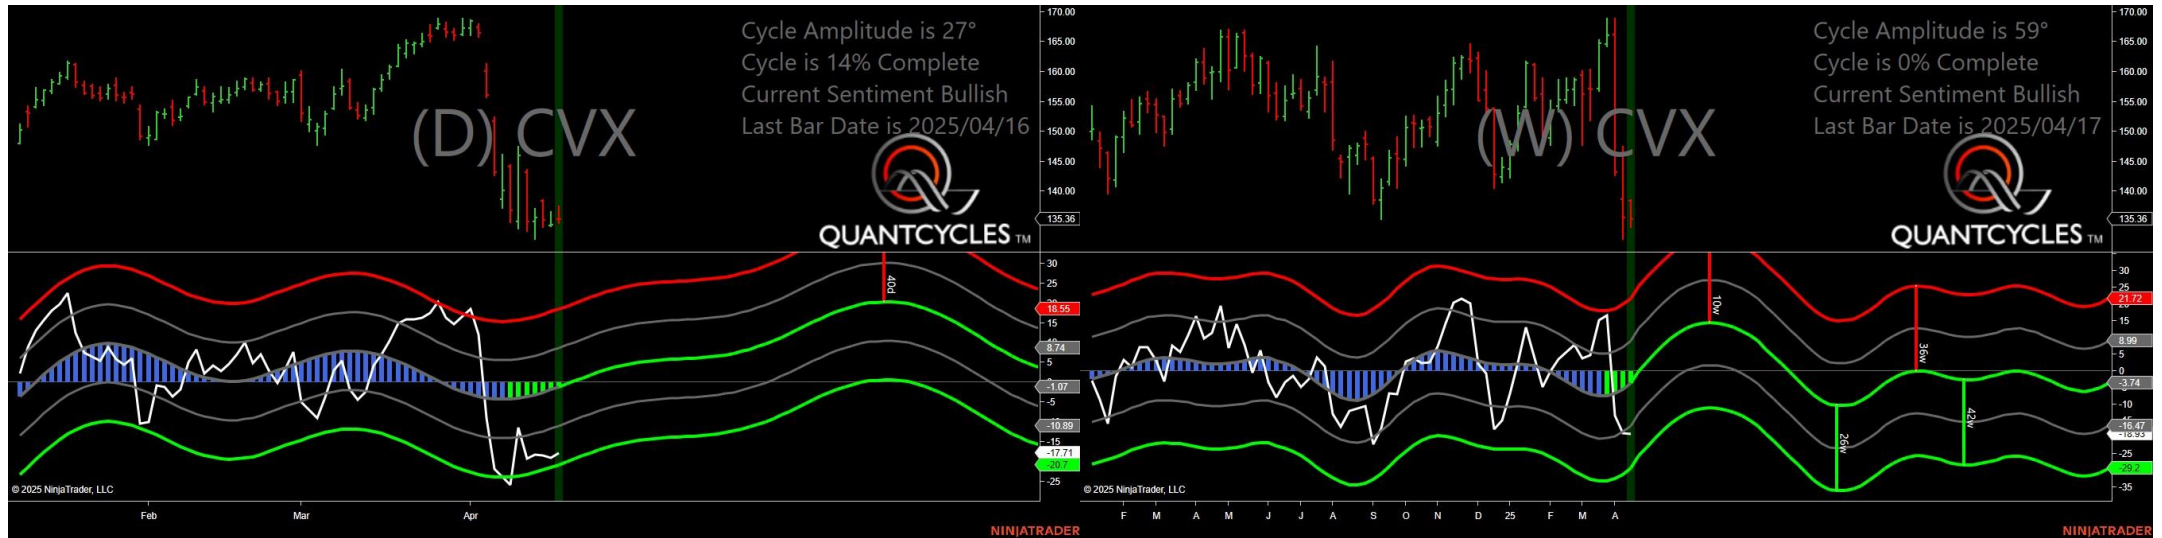 Cycle Amplitude is 27°
Cycle is 14% Complete
Current Sentiment Bullish
Last Bar Date is 2025/04/16
(D) CVX
QUANTCYCLES TM
170.00
165.00
160.00
155.00
150.00
145.00
140.00
135.36
40d
30
25
18.55
15
8.74
5
-1.07
-5
-10.89
-15
-17.71
-20.7
-25
© 2025 NinjaTrader, LLC
Feb
Mar
Apr
NINJATRADER
Cycle Amplitude is 59°
Cycle is 0% Complete
Current Sentiment Bullish
Last Bar Date is 2025/04/17
(W) CVX
QUANTCYCLES TM
170.00
165.00
160.00
155.00
150.00
145.00
140.00
135.36
10w
26w
36w
42w
30
25
21.72
15
8.99
5
0
-3.74
-10
-16.47
-18.93
-25
-29.2
-35
© 2025 NinjaTrader, LLC
F M A M J J A S O N D 25 F M A
NINJATRADER